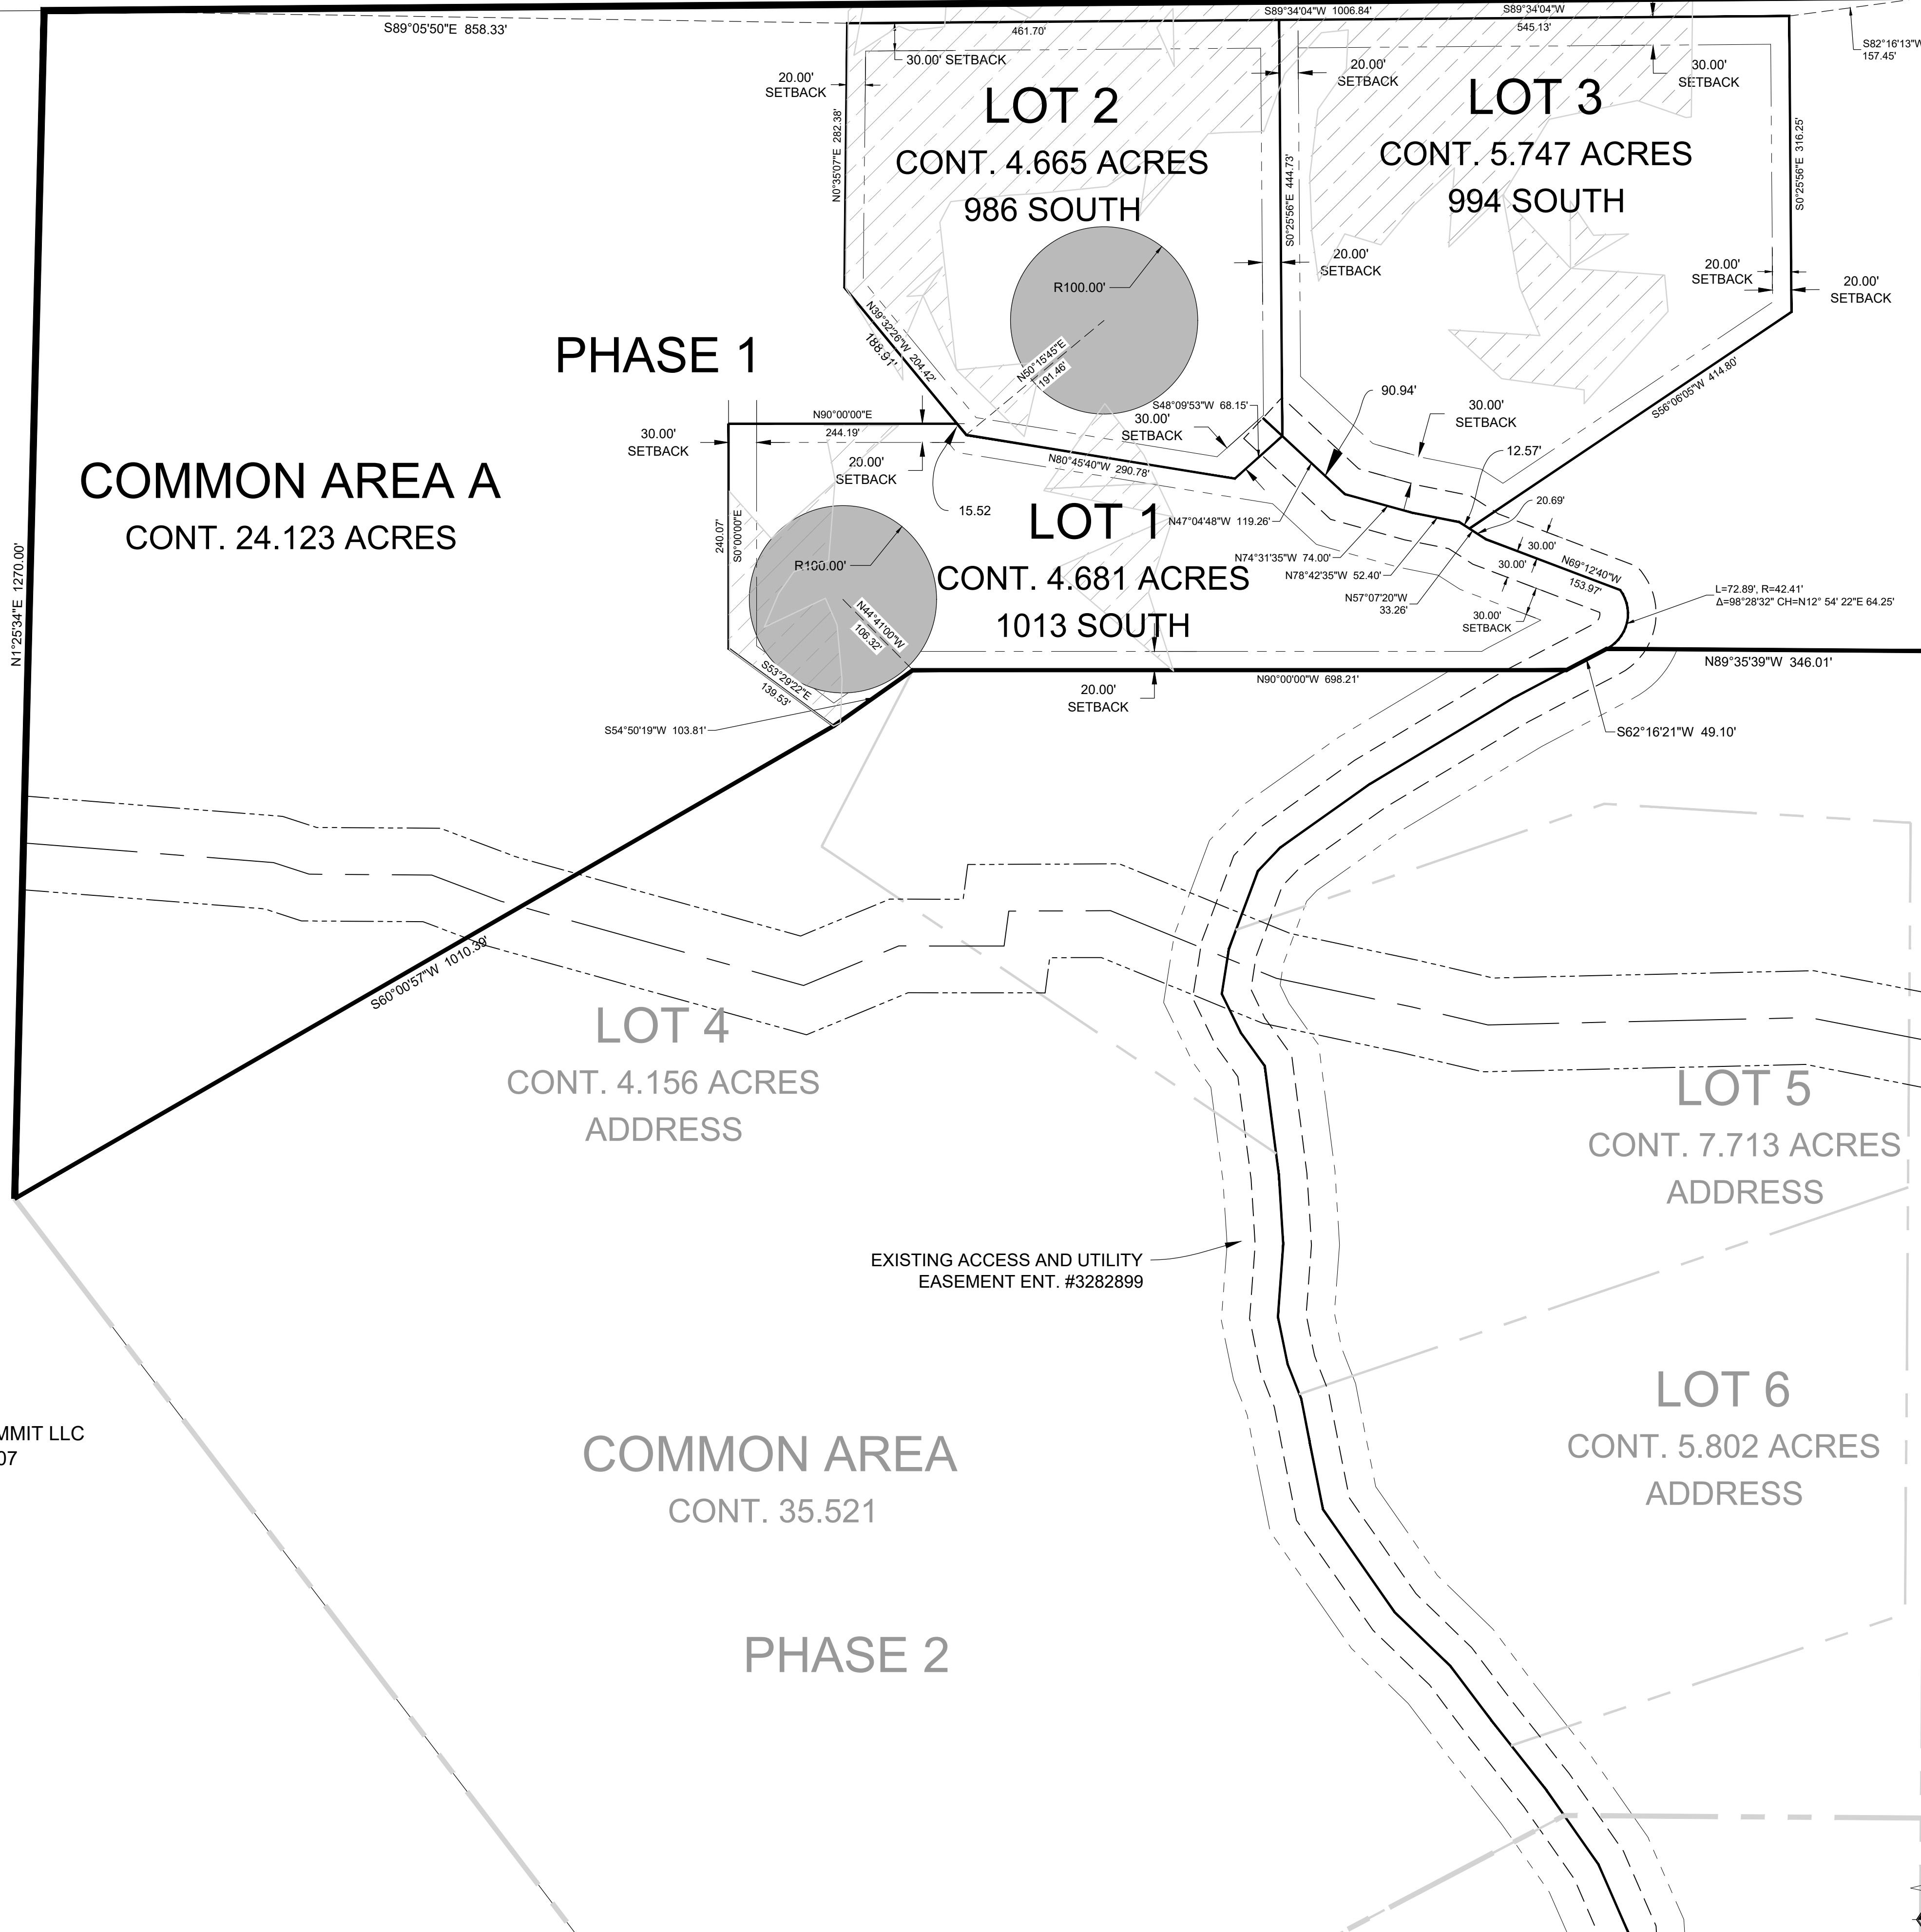 S89°05'50"E 858.33'
S89°34'04"W 1006.84'
S89°34'04"W
461.70'
545.13'
S82°16'13"W
157.45'
30.00' SETBACK
20.00'
SETBACK
20.00'
SETBACK
30.00'
SETBACK
LOT 2
CONT. 4.665 ACRES
986 SOUTH
LOT 3
CONT. 5.747 ACRES
994 SOUTH
N0°35'07"E 282.38'
S0°25'56"E 444.73'
S0°25'56"E 316.25'
20.00'
SETBACK
20.00'
SETBACK
20.00'
SETBACK
R100.00'
N39°32'26"W 204.42'
188.91'
N50°15'45"E
191.46'
PHASE 1
S56°06'05"W 414.80'
90.94'
S48°09'53"W 68.15'
30.00'
SETBACK
30.00'
SETBACK
N90°00'00"E
244.19'
30.00'
SETBACK
20.00'
SETBACK
12.57'
N80°45'40"W 290.78'
COMMON AREA A
CONT. 24.123 ACRES
15.52
20.69'
LOT 1
CONT. 4.681 ACRES
1013 SOUTH
N47°04'48"W 119.26'
N74°31'35"W 74.00'
N78°42'35"W 52.40'
N57°07'20"W
33.26'
30.00'
30.00'
30.00'
SETBACK
N69°12'40"W
153.97'
L=72.89', R=42.41'
Δ=98°28'32" CH=N12° 54' 22"E 64.25'
240.07'
S0°00'00"E
R100.00'
N44°41'00"W
106.32'
N1°25'34"E 1270.00'
S53°29'22"E
139.53'
N89°35'39"W 346.01'
N90°00'00"W 698.21'
20.00'
SETBACK
S54°50'19"W 103.81'
S62°16'21"W 49.10'
S60°00'57"W 1010.39'
LOT 4
CONT. 4.156 ACRES
ADDRESS
LOT 5
CONT. 7.713 ACRES
ADDRESS
EXISTING ACCESS AND UTILITY
EASEMENT ENT. #3282899
LOT 6
CONT. 5.802 ACRES
ADDRESS
MMIT LLC
07
COMMON AREA
CONT. 35.521
PHASE 2